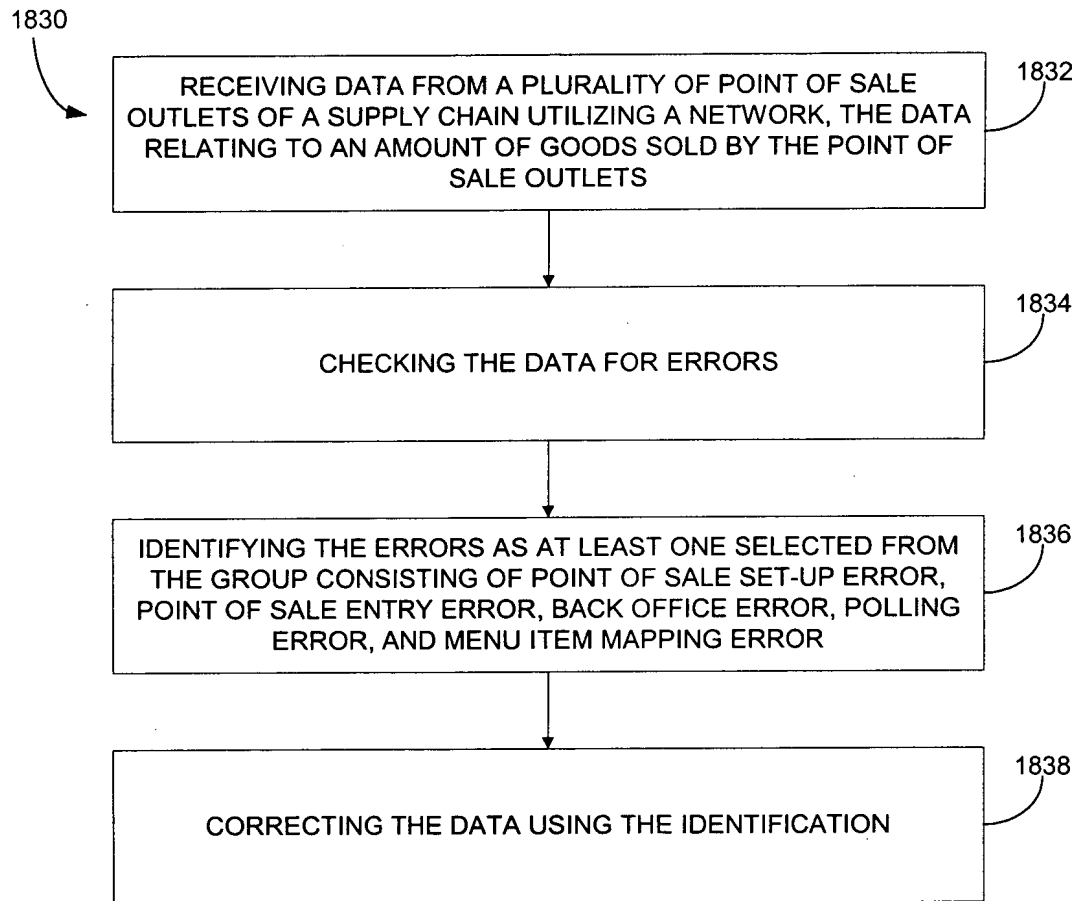 1830
RECEIVING DATA FROM A PLURALITY OF POINT OF SALE
OUTLETS OF A SUPPLY CHAIN UTILIZING A NETWORK, THE DATA
RELATING TO AN AMOUNT OF GOODS SOLD BY THE POINT OF
SALE OUTLETS
1832
CHECKING THE DATA FOR ERRORS
1834
IDENTIFYING THE ERRORS AS AT LEAST ONE SELECTED FROM
THE GROUP CONSISTING OF POINT OF SALE SET-UP ERROR,
POINT OF SALE ENTRY ERROR, BACK OFFICE ERROR, POLLING
ERROR, AND MENU ITEM MAPPING ERROR
1836
CORRECTING THE DATA USING THE IDENTIFICATION
1838